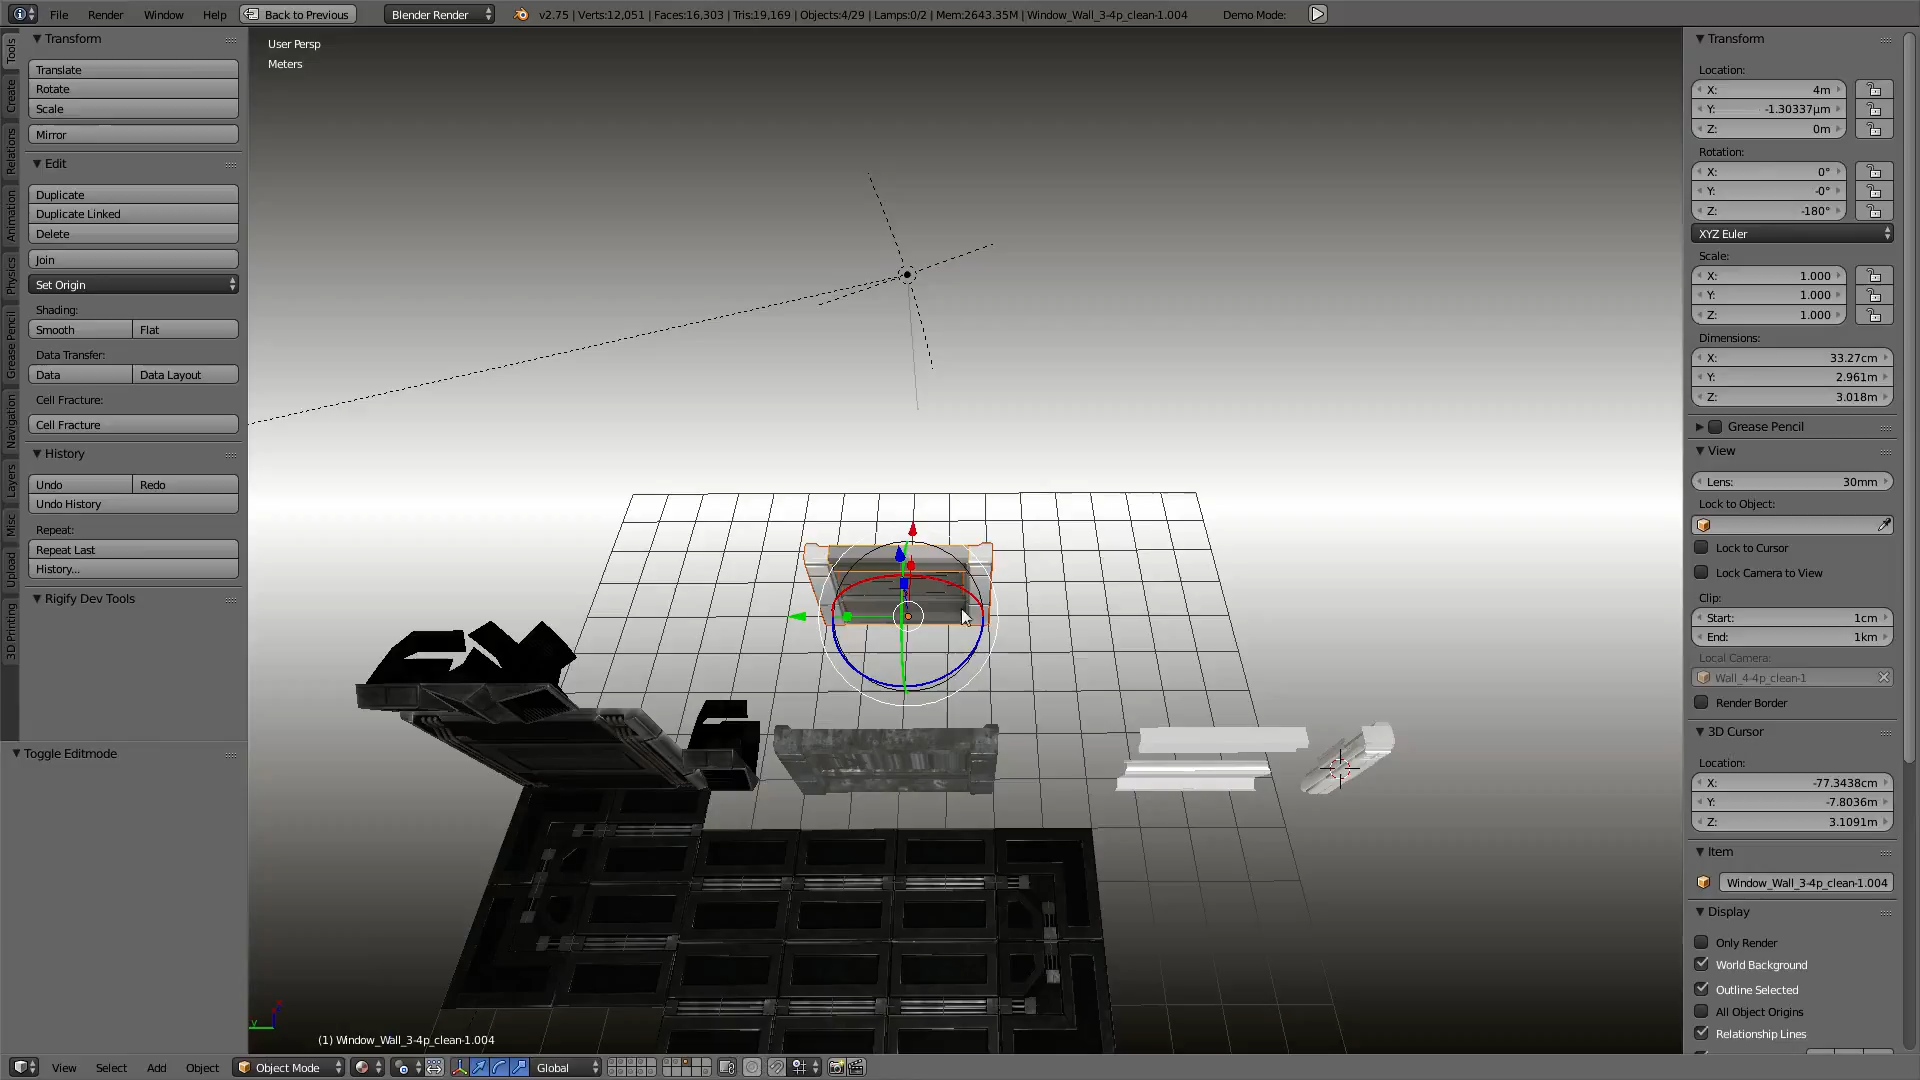 File
Render
Window
Help
Back to Previous
Blender Render
v2.75 | Verts:12,051 | Faces:16,303 | Tris:19,169 | Objects:4/29 | Lamps:0/2 | Mem:2643.35M | Window_Wall_3-4p_clean-1.004
Demo Mode:
Tools
Create
Relations
Animation
Physics
Grease Pencil
Navigation
Layers
Misc
Upload
3D Printing
Transform
Translate
Rotate
Scale
Mirror
Edit
Duplicate
Duplicate Linked
Delete
Join
Set Origin
Shading:
Smooth
Flat
Data Transfer:
Data
Data Layout
Cell Fracture:
Cell Fracture
History
Undo
Redo
Undo History
Repeat:
Repeat Last
History...
Rigify Dev Tools
Toggle Editmode
User Persp
Meters
(1) Window_Wall_3-4p_clean-1.004
Transform
Location:
X: 4m
Y: -1.30337µm
Z: 0m
Rotation:
X: 0°
Y: -0°
Z: -180°
XYZ Euler
Scale:
X: 1.000
Y: 1.000
Z: 1.000
Dimensions:
X: 33.27cm
Y: 2.961m
Z: 3.018m
Grease Pencil
View
Lens: 30mm
Lock to Object:
Lock to Cursor
Lock Camera to View
Clip:
Start: 1cm
End: 1km
Local Camera:
Wall_4-4p_clean-1
Render Border
3D Cursor
Location:
X: -77.3438cm
Y: -7.8036m
Z: 3.1091m
Item
Window_Wall_3-4p_clean-1.004
Display
Only Render
World Background
Outline Selected
All Object Origins
Relationship Lines
View
Select
Add
Object
Object Mode
Global